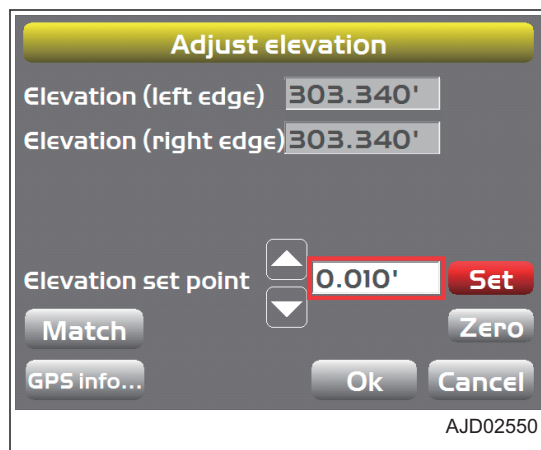 Adjust elevation
Elevation (left edge) 303.340'
Elevation (right edge) 303.340'
Elevation set point 0.010' Set
Match Zero
GPS info... Ok Cancel
AJD02550